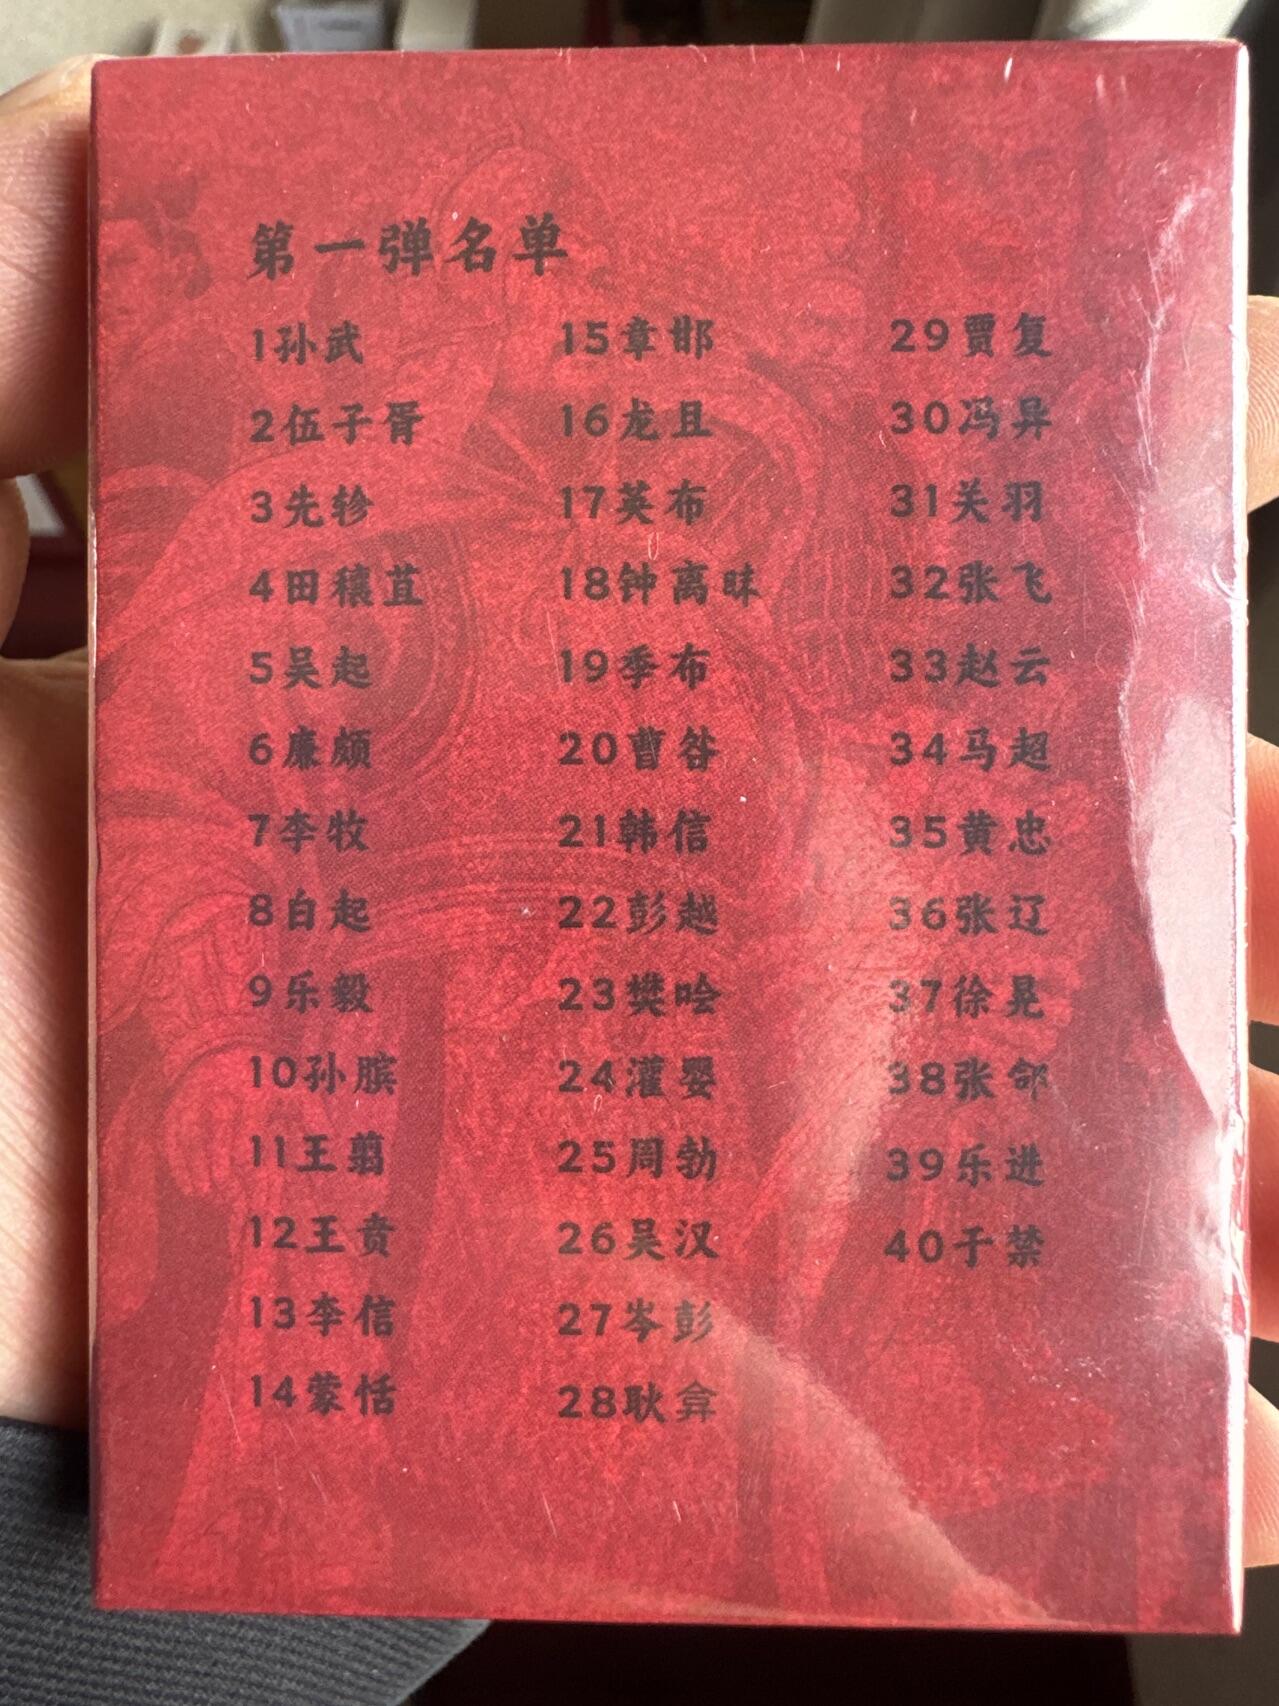 第一弹名单
1孙武
2伍子胥
3先轸
4田穰苴
5吴起
6廉颇
7李牧
8白起
9乐毅
10孙膑
11王翦
12王贲
13李信
14蒙恬
15章邯
16龙且
17英布
18钟离昧
19季布
20曹咎
21韩信
22彭越
23樊哙
24灌婴
25周勃
26吴汉
27岑彭
28耿弇
29贾复
30冯异
31关羽
32张飞
33赵云
34马超
35黄忠
36张辽
37徐晃
38张郃
39乐进
40于禁